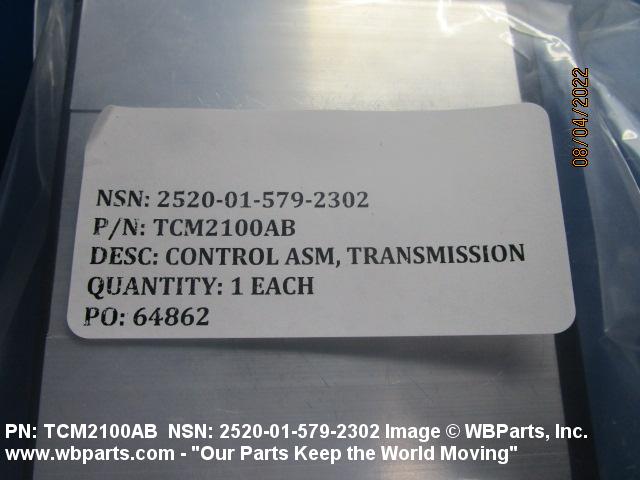 08/04/2022
NSN: 2520-01-579-2302
P/N: TCM2100AB
DESC: CONTROL ASM, TRANSMISSION
QUANTITY: 1 EACH
PO: 64862
PN: TCM2100AB  NSN: 2520-01-579-2302 Image © WBParts, Inc.
www.wbparts.com - "Our Parts Keep the World Moving"